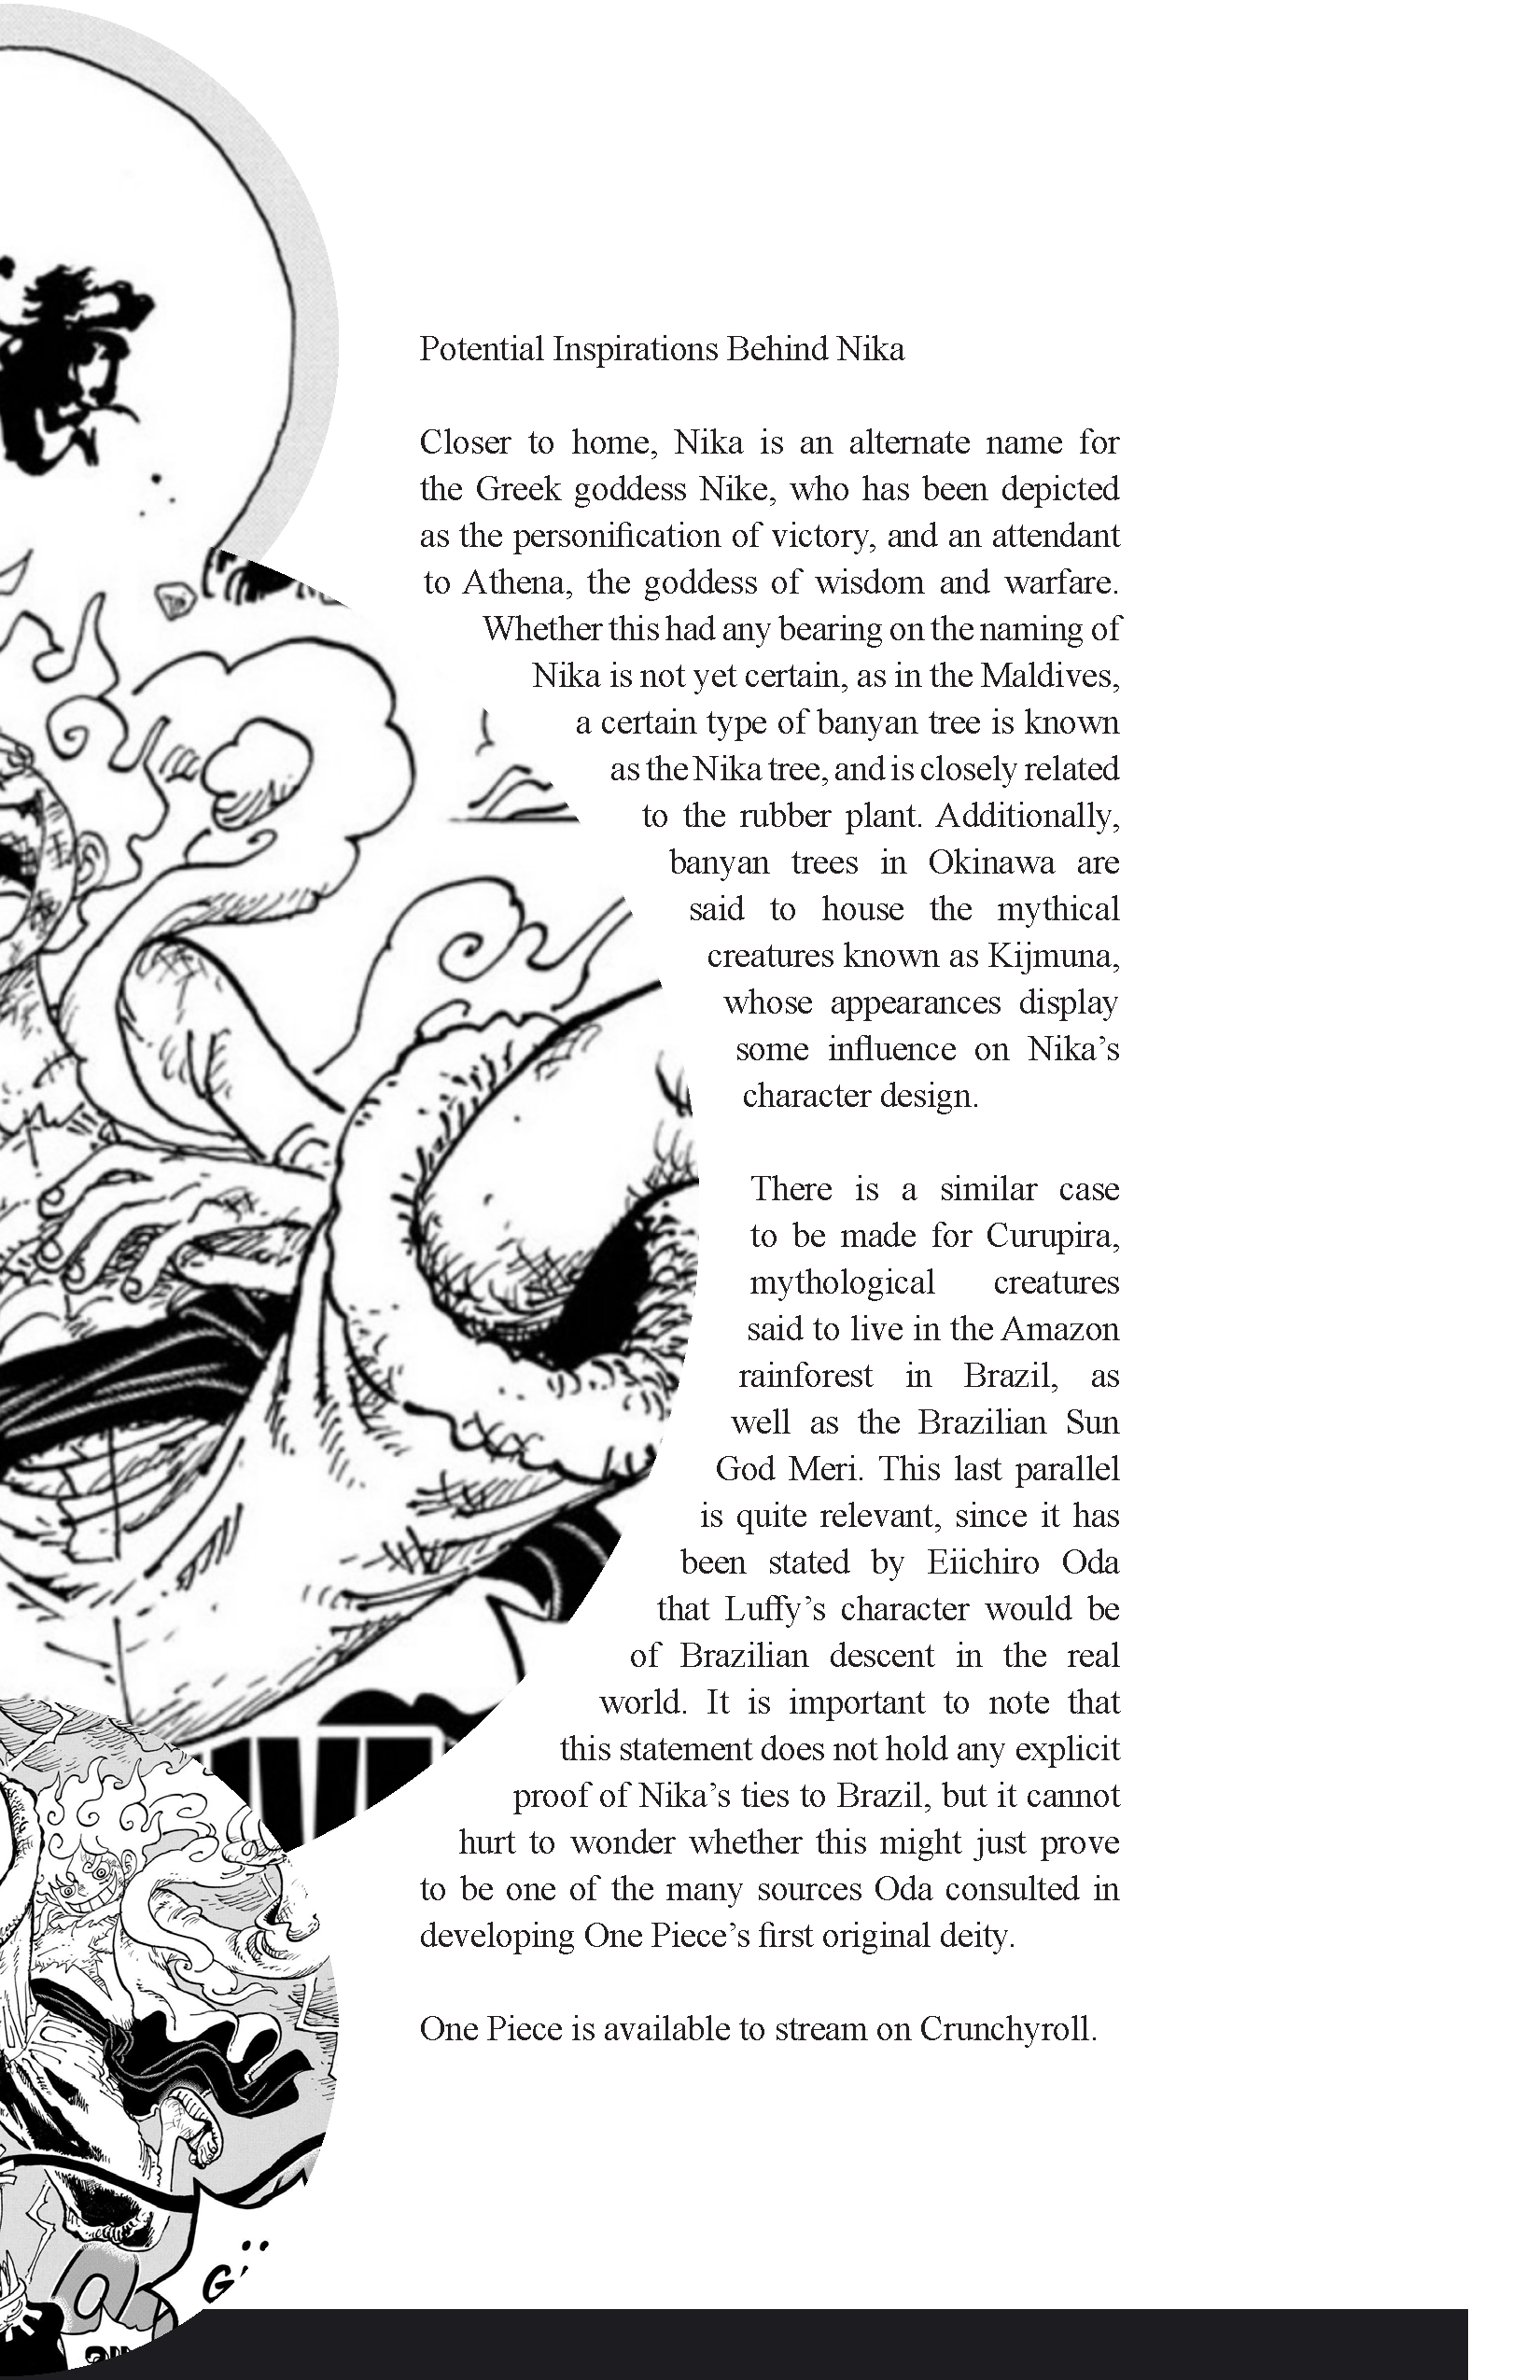 Potential Inspirations Behind Nika
Closer to home, Nika is an alternate name for
the Greek goddess Nike, who has been depicted
as the personification of victory, and an attendant
to Athena, the goddess of wisdom and warfare.
Whether this had any bearing on the naming of
Nika is not yet certain, as in the Maldives,
a certain type of banyan tree is known
as the Nika tree, and is closely related
to the rubber plant. Additionally,
banyan trees in Okinawa are
said to house the mythical
creatures known as Kijmuna,
whose appearances display
some influence on Nika’s
character design.
There is a similar case
to be made for Curupira,
mythological creatures
said to live in the Amazon
rainforest in Brazil, as
well as the Brazilian Sun
God Meri. This last parallel
is quite relevant, since it has
been stated by Eiichiro Oda
that Luffy’s character would be
of Brazilian descent in the real
world. It is important to note that
this statement does not hold any explicit
proof of Nika’s ties to Brazil, but it cannot
hurt to wonder whether this might just prove
to be one of the many sources Oda consulted in
developing One Piece’s first original deity.
One Piece is available to stream on Crunchyroll.